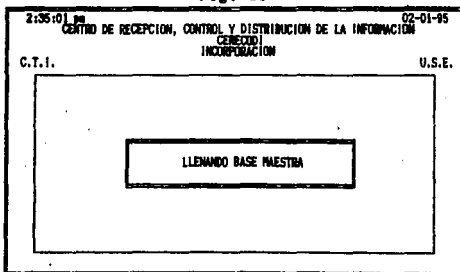 2:35:01 pm 02-01-95
CENTRO DE RECEPCION, CONTROL Y DISTRIBUCION DE LA INFORMACION
CERECODI
INCORPORACION
C.T.I. U.S.E.
LLENANDO BASE MAESTRA